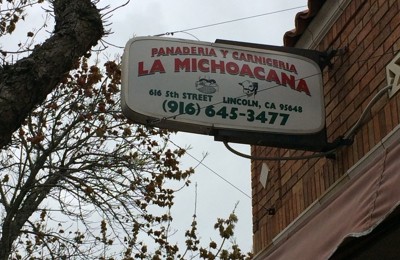 PANADERIA Y CARNICERIA
LA MICHOACANA
616 5th STREET LINCOLN, CA 95648
(916) 645-3477